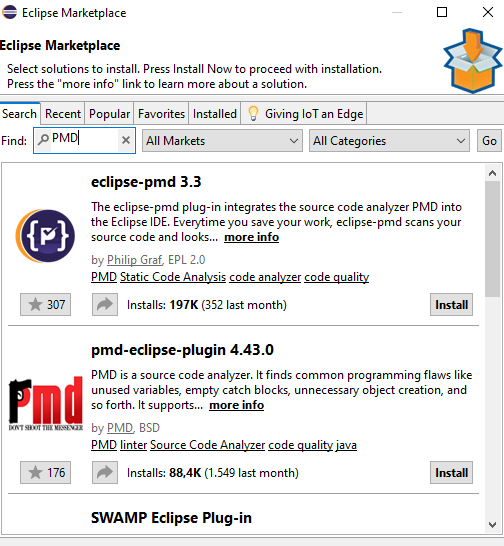 Eclipse Marketplace
Eclipse Marketplace
Select solutions to install. Press Install Now to proceed with installation.
Press the "more info" link to learn more about a solution.
Search Recent Popular Favorites Installed Giving IoT an Edge
Find: PMD All Markets All Categories Go
eclipse-pmd 3.3
The eclipse-pmd plug-in integrates the source code analyzer PMD into
the Eclipse IDE. Everytime you save your work, eclipse-pmd scans your
source code and looks... more info
by Philip Graf, EPL 2.0
PMD Static Code Analysis code analyzer code quality
307 Installs: 197K (352 last month) Install
pmd-eclipse-plugin 4.43.0
PMD is a source code analyzer. It finds common programming flaws like
unused variables, empty catch blocks, unnecessary object creation, and
so forth. It supports... more info
pmd
DON'T SHOOT THE MESSENGER
by PMD, BSD
PMD linter Source Code Analyzer code quality java
176 Installs: 88,4K (1.549 last month) Install
SWAMP Eclipse Plug-in